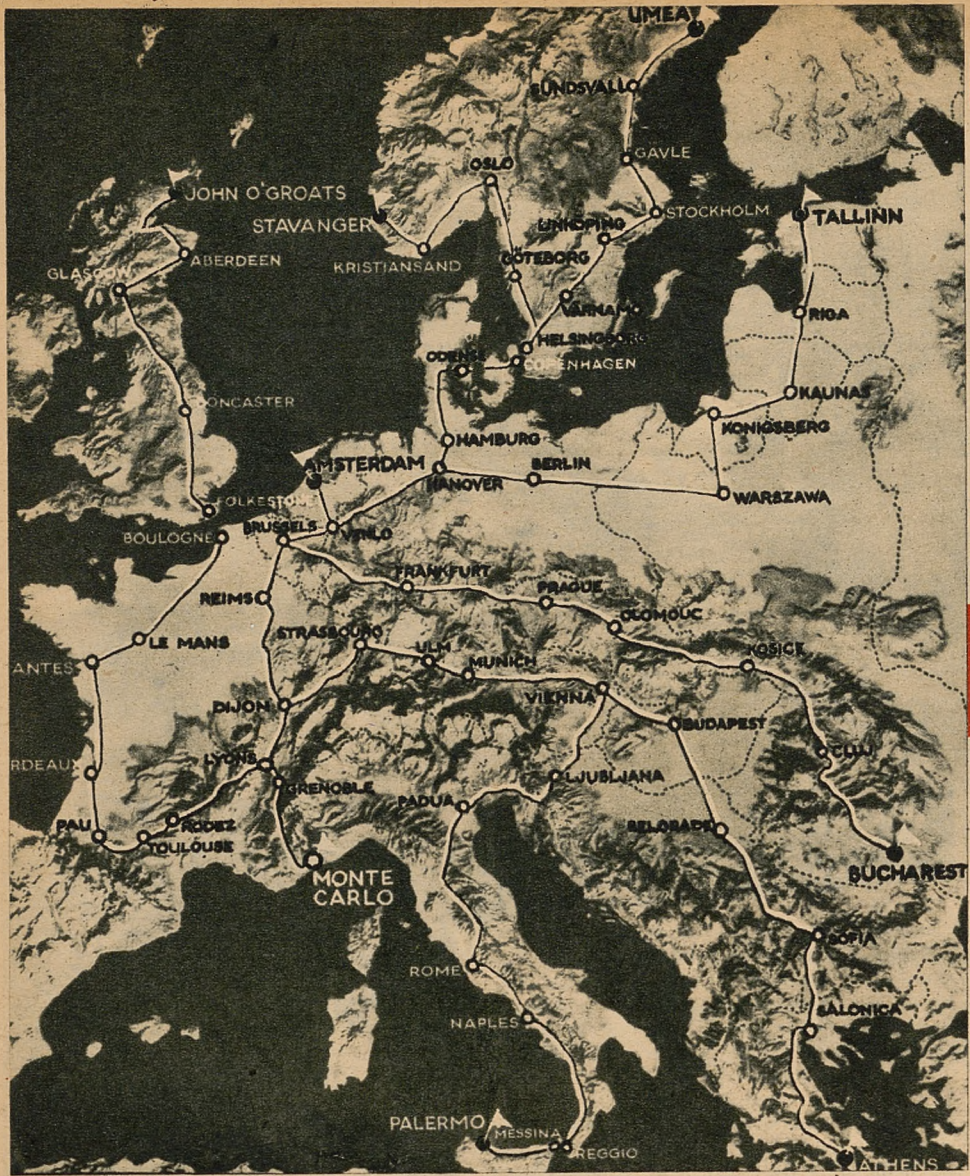 UMEA
SUNDSVALL
GAVLE
OSLO
JOHN O'GROATS
STAVANGER
STOCKHOLM
TALLINN
LINKOPING
KRISTIANSAND
ABERDEEN
GOTEBORG
GLASGOW
VARNAMO
RIGA
HELSINGBORG
ODENSE
COPENHAGEN
KAUNAS
DONCASTER
KONIGSBERG
HAMBURG
AMSTERDAM
BERLIN
HANOVER
WARSZAWA
FOLKESTONE
BRUSSELS
VENLO
BOULOGNE
FRANKFURT
PRAGUE
REIMS
OLOMOUC
STRASBOURG
LE MANS
ANTES
ULM
MUNICH
KOSICE
VIENNA
DIJON
BUDAPEST
CLUJ
LYONS
RDEAUX
LJUBLJANA
GRENOBLE
PADUA
PAU
RODEZ
TOULOUSE
BELGRADE
BUCHAREST
MONTE
CARLO
SOFIA
ROME
SALONICA
NAPLES
PALERMO
MESSINA
REGGIO
ATHENS